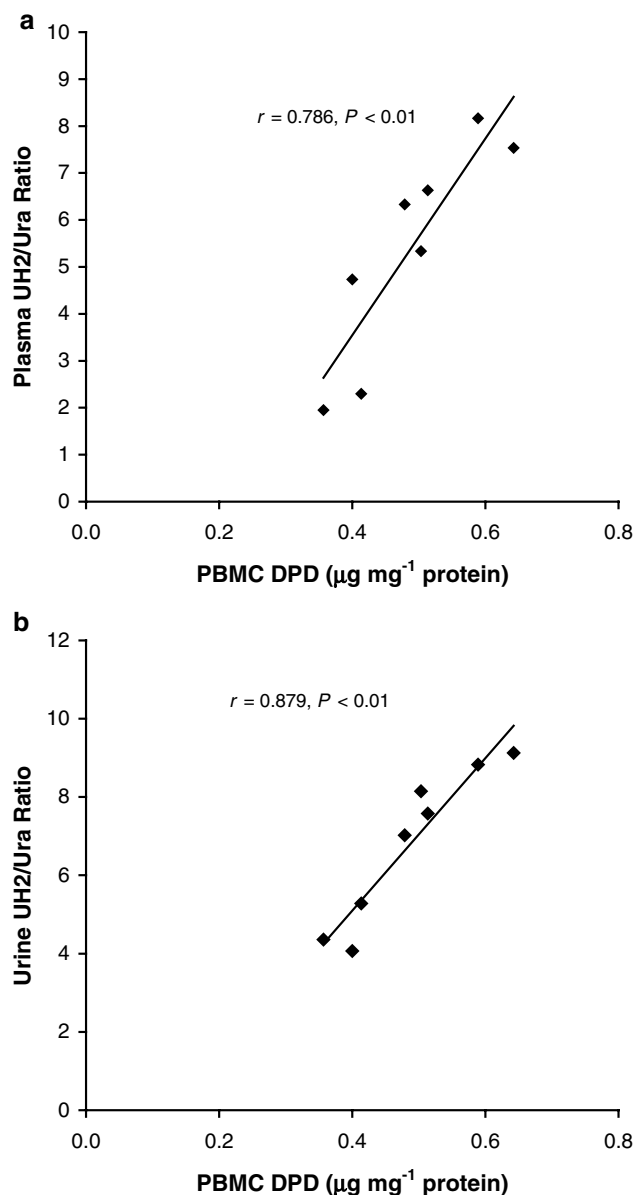 a
10
9
8
7
6
5
4
3
2
1
0
Plasma UH2/Ura Ratio
r = 0.786, P < 0.01
0.0 0.2 0.4 0.6 0.8
PBMC DPD (μg mg⁻¹ protein)
b
12
10
8
6
4
2
0
Urine UH2/Ura Ratio
r = 0.879, P < 0.01
0.0 0.2 0.4 0.6 0.8
PBMC DPD (μg mg⁻¹ protein)